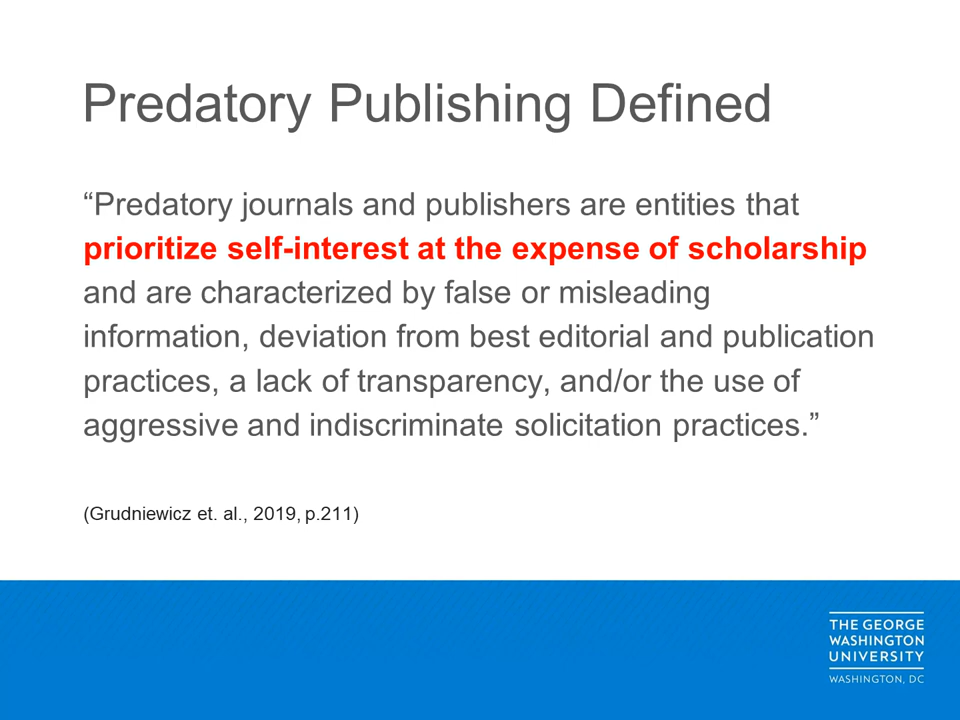 Predatory Publishing Defined
“Predatory journals and publishers are entities that
prioritize self-interest at the expense of scholarship
and are characterized by false or misleading
information, deviation from best editorial and publication
practices, a lack of transparency, and/or the use of
aggressive and indiscriminate solicitation practices.”
(Grudniewicz et. al., 2019, p.211)
THE GEORGE
WASHINGTON
UNIVERSITY
WASHINGTON, DC